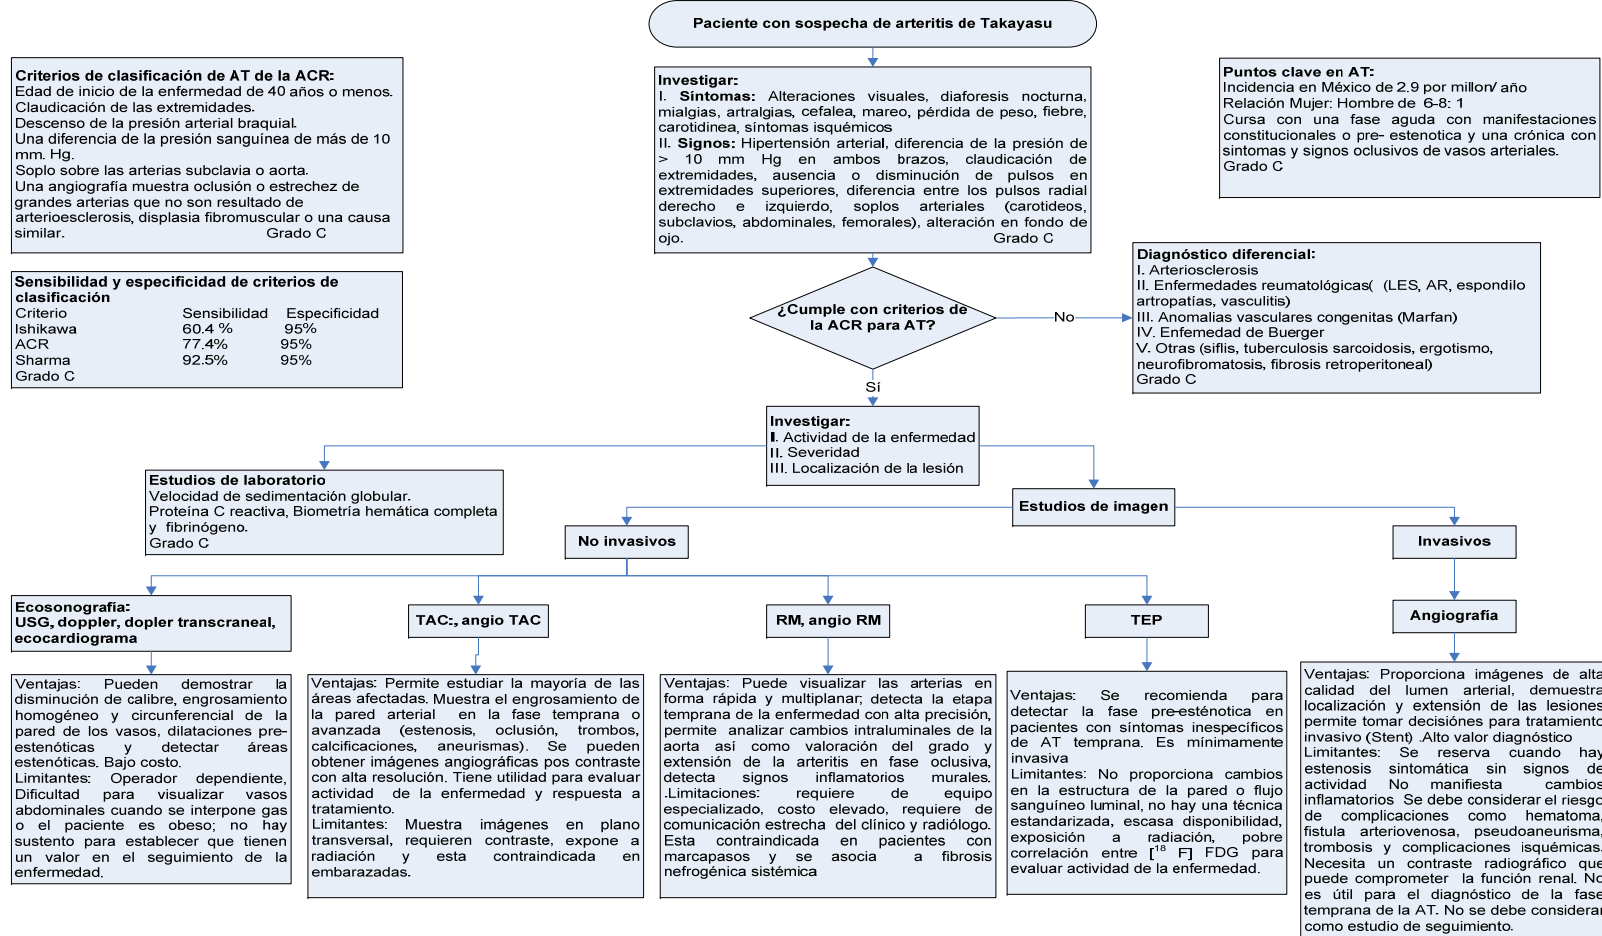 Paciente con sospecha de arteritis de Takayasu
Criterios de clasificación de AT de la ACR:
Edad de inicio de la enfermedad de 40 años o menos.
Claudicación de las extremidades.
Descenso de la presión arterial braquial.
Una diferencia de la presión sanguínea de más de 10
mm. Hg.
Soplo sobre las arterias subclavia o aorta.
Una angiografía muestra oclusión o estrechez de
grandes arterias que no son resultado de
arterioesclerosis, displasia fibromuscular o una causa
similar. Grado C
Investigar:
I. Síntomas: Alteraciones visuales, diaforesis nocturna,
mialgias, artralgias, cefalea, mareo, pérdida de peso, fiebre,
carotidinea, síntomas isquémicos
II. Signos: Hipertensión arterial, diferencia de la presión de
> 10 mm Hg en ambos brazos, claudicación de
extremidades, ausencia o disminución de pulsos en
extremidades superiores, diferencia entre los pulsos radial
derecho e izquierdo, soplos arteriales (carotideos,
subclavios, abdominales, femorales), alteración en fondo de
ojo. Grado C
Puntos clave en AT:
Incidencia en México de 2.9 por millon/ año
Relación Mujer: Hombre de 6-8: 1
Cursa con una fase aguda con manifestaciones
constitucionales o pre- estenotica y una crónica con
sintomas y signos oclusivos de vasos arteriales.
Grado C
Sensibilidad y especificidad de criterios de
clasificación
Criterio Sensibilidad Especificidad
Ishikawa 60.4 % 95%
ACR 77.4% 95%
Sharma 92.5% 95%
Grado C
¿Cumple con criterios de
la ACR para AT?
No
Sí
Diagnóstico diferencial:
I. Arteriosclerosis
II. Enfermedades reumatológicas( (LES, AR, espondilo
artropatías, vasculitis)
III. Anomalias vasculares congenitas (Marfan)
IV. Enfemedad de Buerger
V. Otras (siflis, tuberculosis sarcoidosis, ergotismo,
neurofibromatosis, fibrosis retroperitoneal)
Grado C
Investigar:
I. Actividad de la enfermedad
II. Severidad
III. Localización de la lesión
Estudios de laboratorio
Velocidad de sedimentación globular.
Proteína C reactiva, Biometría hemática completa
y fibrinógeno.
Grado C
Estudios de imagen
No invasivos
Invasivos
Ecosonografía:
USG, doppler, dopler transcraneal,
ecocardiograma
TAC:, angio TAC
RM, angio RM
TEP
Angiografía
Ventajas: Pueden demostrar la
disminución de calibre, engrosamiento
homogéneo y circunferencial de la
pared de los vasos, dilataciones pre-
estenóticas y detectar áreas
estenóticas. Bajo costo.
Limitantes: Operador dependiente,
Dificultad para visualizar vasos
abdominales cuando se interpone gas
o el paciente es obeso; no hay
sustento para establecer que tienen
un valor en el seguimiento de la
enfermedad.
Ventajas: Permite estudiar la mayoría de las
áreas afectadas. Muestra el engrosamiento de
la pared arterial en la fase temprana o
avanzada (estenosis, oclusión, trombos,
calcificaciones, aneurismas). Se pueden
obtener imágenes angiográficas pos contraste
con alta resolución. Tiene utilidad para evaluar
actividad de la enfermedad y respuesta a
tratamiento.
Limitantes: Muestra imágenes en plano
transversal, requieren contraste, expone a
radiación y esta contraindicada en
embarazadas.
Ventajas: Puede visualizar las arterias en
forma rápida y multiplanar; detecta la etapa
temprana de la enfermedad con alta precisión,
permite analizar cambios intraluminales de la
aorta así como valoración del grado y
extensión de la arteritis en fase oclusiva,
detecta signos inflamatorios murales.
.Limitaciones: requiere de equipo
especializado, costo elevado, requiere de
comunicación estrecha del clínico y radiólogo.
Esta contraindicada en pacientes con
marcapasos y se asocia a fibrosis
nefrogénica sistémica
Ventajas: Se recomienda para
detectar la fase pre-esténotica en
pacientes con síntomas inespecíficos
de AT temprana. Es mínimamente
invasiva
Limitantes: No proporciona cambios
en la estructura de la pared o flujo
sanguíneo luminal, no hay una técnica
estandarizada, escasa disponibilidad,
exposición a radiación, pobre
correlación entre [18 F] FDG para
evaluar actividad de la enfermedad.
Ventajas: Proporciona imágenes de alta
calidad del lumen arterial, demuestra
localización y extensión de las lesiones
permite tomar decisiónes para tratamiento
invasivo (Stent) .Alto valor diagnóstico
Limitantes: Se reserva cuando hay
estenosis sintomática sin signos de
actividad No manifiesta cambios
inflamatorios Se debe considerar el riesgo
de complicaciones como hematoma,
fistula arteriovenosa, pseudoaneurisma,
trombosis y complicaciones isquémicas.
Necesita un contraste radiográfico que
puede comprometer la función renal. No
es útil para el diagnóstico de la fase
temprana de la AT. No se debe considerar
como estudio de seguimiento.